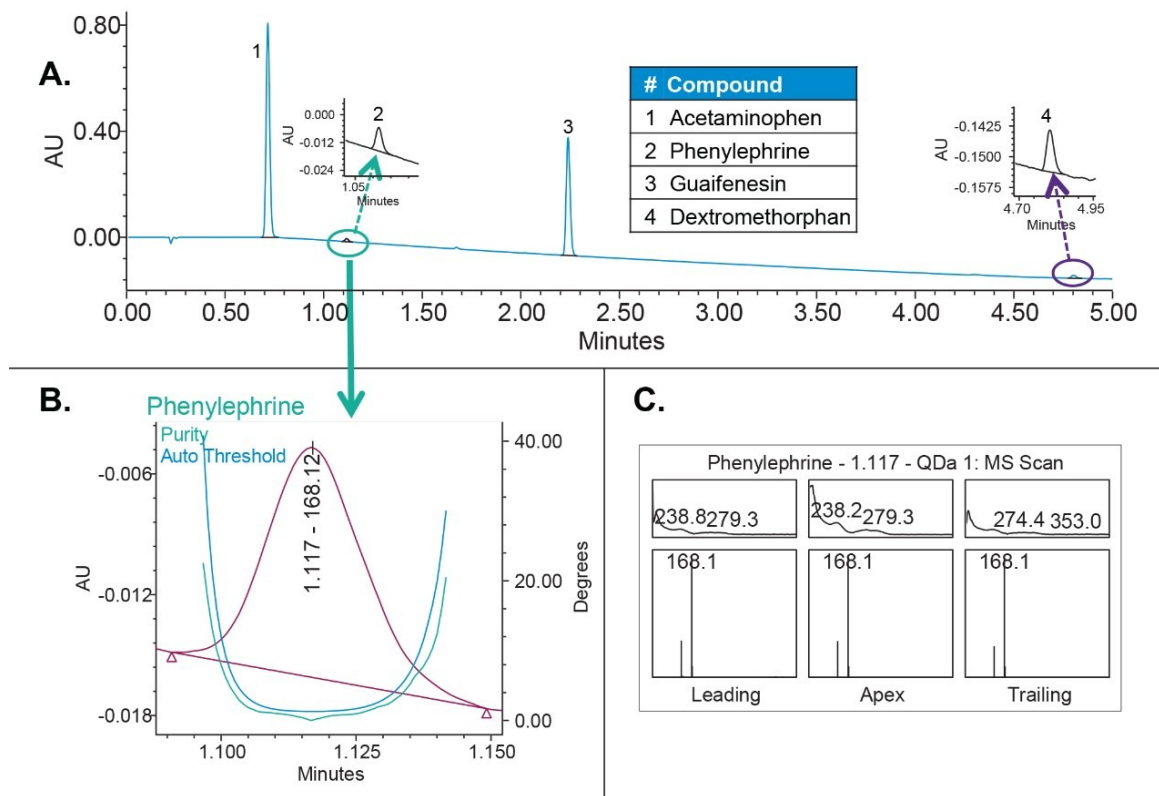 A.
0.80
0.40
0.00
AU
1
2
3
4
0.000
-0.012
-0.024
AU
1.05
Minutes
# Compound
1 Acetaminophen
2 Phenylephrine
3 Guaifenesin
4 Dextromethorphan
-0.1425
-0.1500
-0.1575
AU
4.70 4.95
Minutes
0.00 0.50 1.00 1.50 2.00 2.50 3.00 3.50 4.00 4.50 5.00
Minutes
B.
Phenylephrine
Purity
Auto Threshold
-0.006
-0.012
-0.018
AU
1.117 - 168.12
40.00
20.00
0.00
Degrees
1.100 1.125 1.150
Minutes
C.
Phenylephrine - 1.117 - QDa 1: MS Scan
238.8 279.3 238.2 279.3 274.4 353.0
168.1 168.1 168.1
Leading Apex Trailing